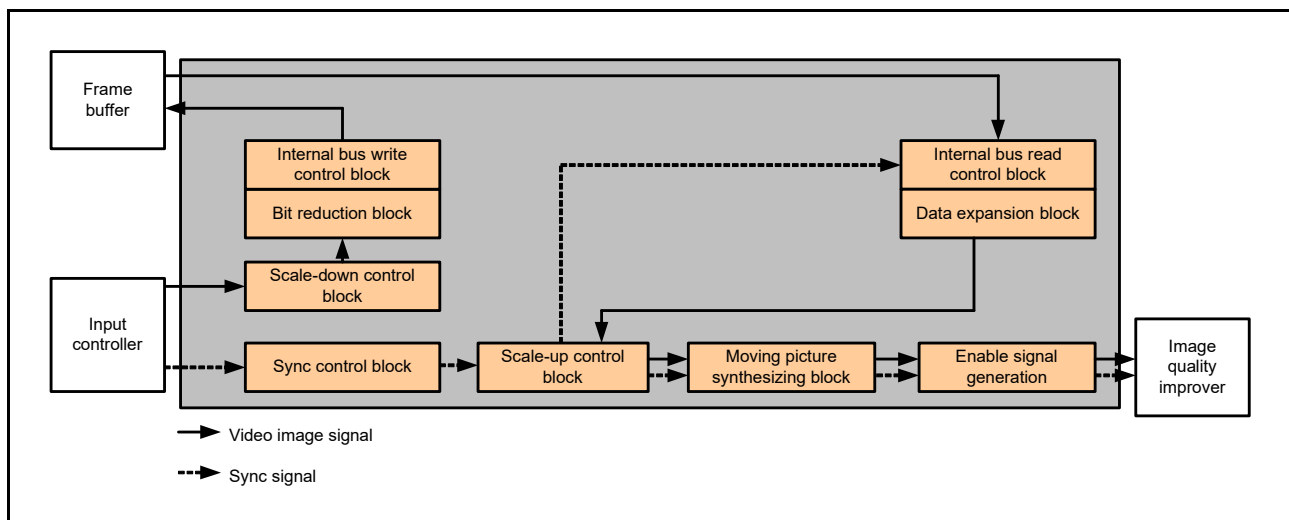 Frame
buffer
Internal bus write
control block
Bit reduction block
Scale-down control
block
Internal bus read
control block
Data expansion block
Input
controller
Sync control block
Scale-up control
block
Moving picture
synthesizing block
Enable signal
generation
Image
quality
improver
Video image signal
Sync signal